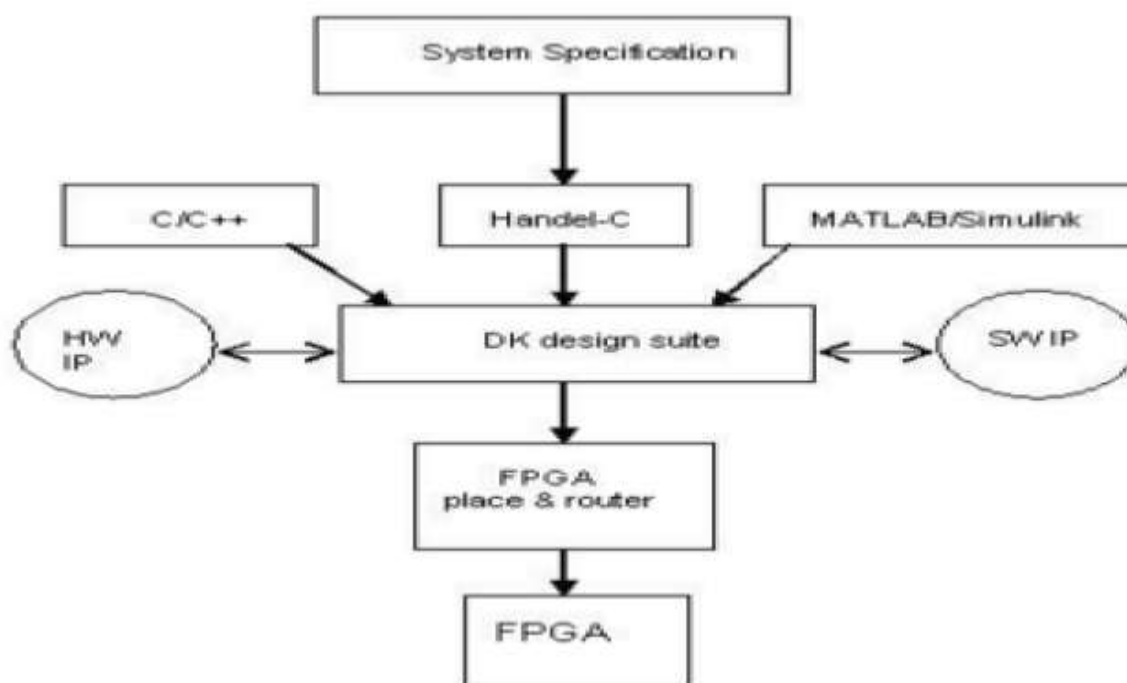 System Specification
C/C++
Handel-C
MATLAB/Simulink
HW
IP
DK design suite
SW IP
FPGA
place & router
FPGA